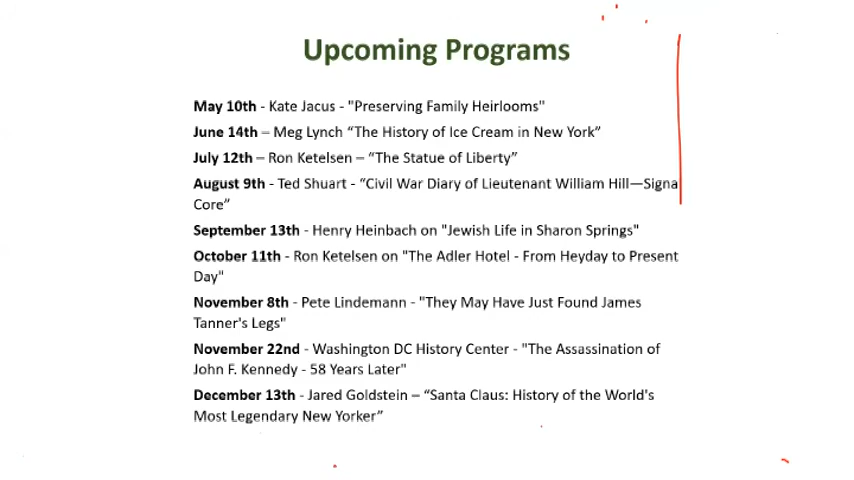 Upcoming Programs
May 10th - Kate Jacus - "Preserving Family Heirlooms"
June 14th – Meg Lynch “The History of Ice Cream in New York”
July 12th – Ron Ketelsen – “The Statue of Liberty”
August 9th - Ted Shuart - “Civil War Diary of Lieutenant William Hill—Signa
Core”
September 13th - Henry Heinbach on "Jewish Life in Sharon Springs"
October 11th - Ron Ketelsen on "The Adler Hotel - From Heyday to Present
Day"
November 8th - Pete Lindemann - "They May Have Just Found James
Tanner's Legs"
November 22nd - Washington DC History Center - "The Assassination of
John F. Kennedy - 58 Years Later"
December 13th - Jared Goldstein – “Santa Claus: History of the World's
Most Legendary New Yorker”